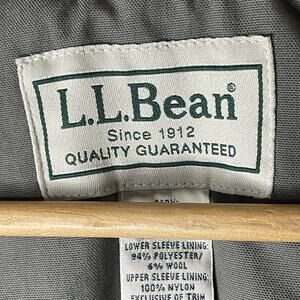 L.L.Bean®
Since 1912
QUALITY GUARANTEED
LOWER SLEEVE LINING:
94% POLYESTER/
6% WOOL
UPPER SLEEVE LINING:
100% NYLON
EXCLUSIVE OF TRIM